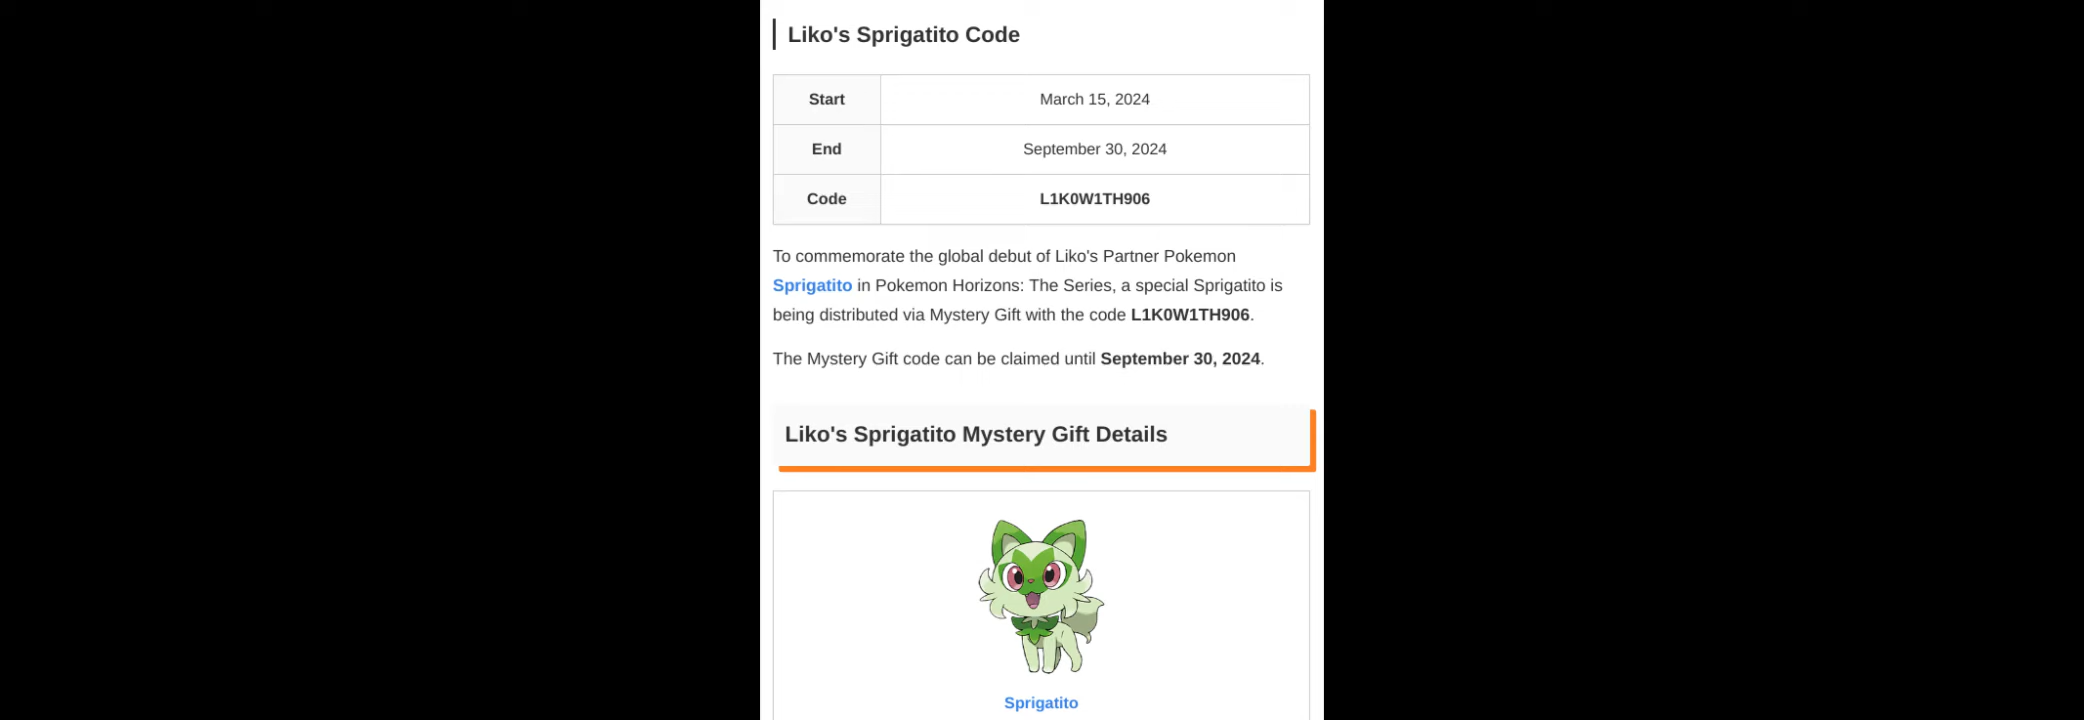 Liko's Sprigatito Code
Start March 15, 2024
End September 30, 2024
Code L1K0W1TH906
To commemorate the global debut of Liko's Partner Pokemon
Sprigatito in Pokemon Horizons: The Series, a special Sprigatito is
being distributed via Mystery Gift with the code L1K0W1TH906.
The Mystery Gift code can be claimed until September 30, 2024.
Liko's Sprigatito Mystery Gift Details
Sprigatito